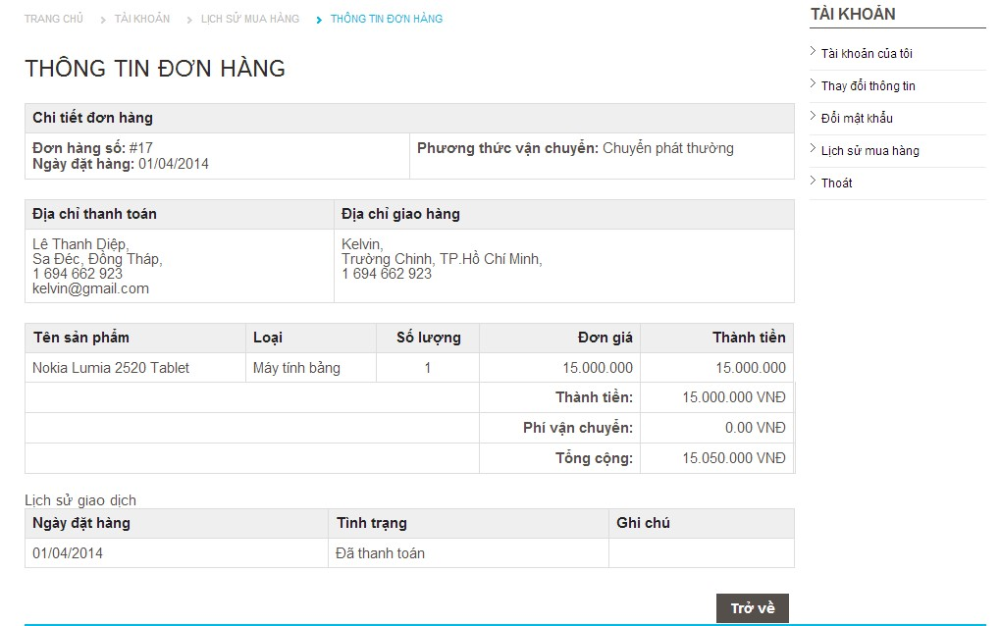 TRANG CHỦ > TÀI KHOẢN > LỊCH SỬ MUA HÀNG > THÔNG TIN ĐƠN HÀNG
THÔNG TIN ĐƠN HÀNG
Chi tiết đơn hàng
Đơn hàng số: #17
Ngày đặt hàng: 01/04/2014
Phương thức vận chuyển: Chuyển phát thường
Địa chỉ thanh toán
Lê Thanh Diệp,
Sa Đéc, Đồng Tháp,
1 694 662 923
kelvin@gmail.com
Địa chỉ giao hàng
Kelvin,
Trường Chinh, TP.Hồ Chí Minh,
1 694 662 923
Tên sản phẩm Loại Số lượng Đơn giá Thành tiền
Nokia Lumia 2520 Tablet Máy tính bảng 1 15.000.000 15.000.000
Thành tiền: 15.000.000 VNĐ
Phí vận chuyển: 0.00 VNĐ
Tổng cộng: 15.050.000 VNĐ
Lịch sử giao dịch
Ngày đặt hàng Tình trạng Ghi chú
01/04/2014 Đã thanh toán
Trở về
TÀI KHOẢN
> Tài khoản của tôi
> Thay đổi thông tin
> Đổi mật khẩu
> Lịch sử mua hàng
> Thoát